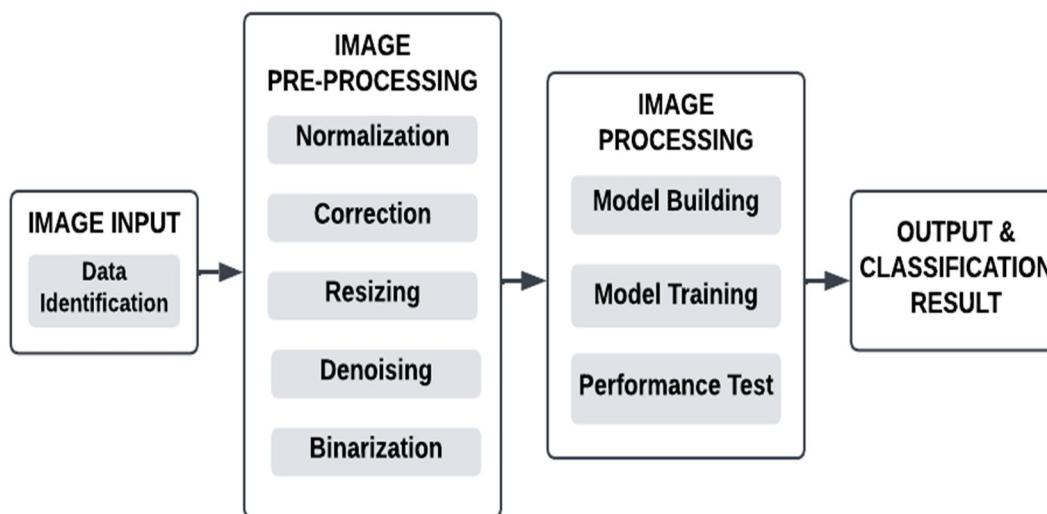 IMAGE INPUT
Data
Identification
IMAGE
PRE-PROCESSING
Normalization
Correction
Resizing
Denoising
Binarization
IMAGE
PROCESSING
Model Building
Model Training
Performance Test
OUTPUT &
CLASSIFICATION
RESULT